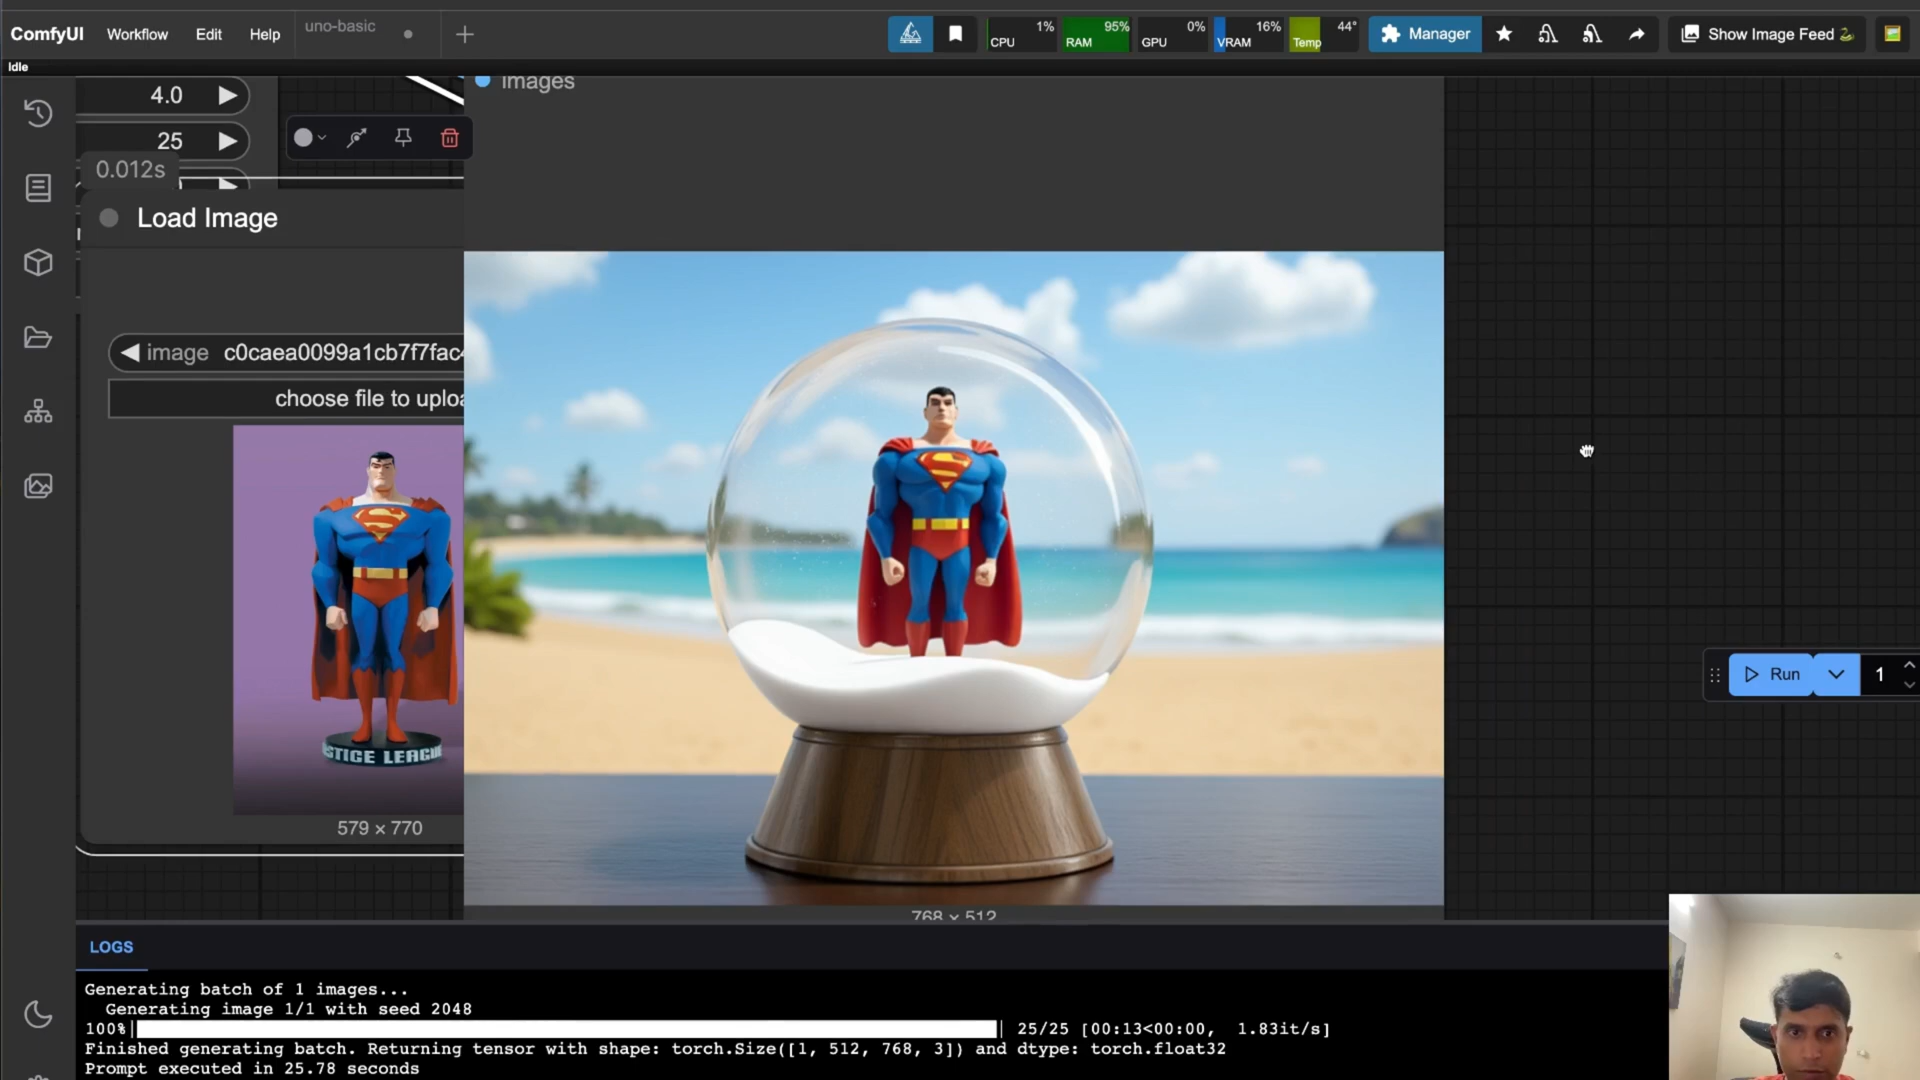 ComfyUI Workflow Edit Help uno-basic
CPU 1% RAM 95% GPU 0% VRAM 16% Temp 44° Manager Show Image Feed
Idle
images
4.0
25
0.012s
Load Image
image c0caea0099a1cb7f7fac
choose file to uploa
STICE LEAGU
579 × 770
768 × 512
Run 1
LOGS
Generating batch of 1 images...
Generating image 1/1 with seed 2048
100%| | 25/25 [00:13<00:00, 1.83it/s]
Finished generating batch. Returning tensor with shape: torch.Size([1, 512, 768, 3]) and dtype: torch.float32
Prompt executed in 25.78 seconds